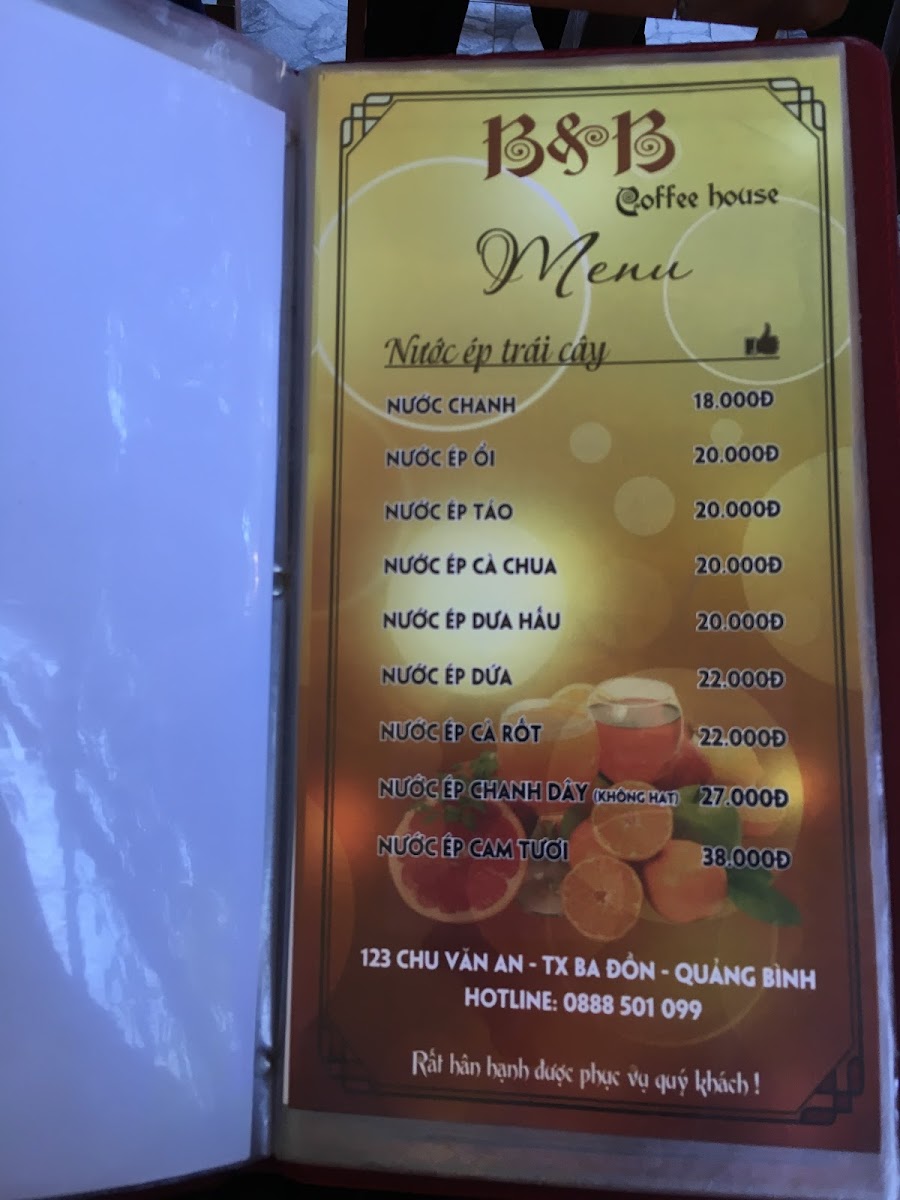 B&B
Coffee house
Menu
Nước ép trái cây
NƯỚC CHANH 18.000Đ
NƯỚC ÉP ỔI 20.000Đ
NƯỚC ÉP TÁO 20.000Đ
NƯỚC ÉP CÀ CHUA 20.000Đ
NƯỚC ÉP DƯA HẤU 20.000Đ
NƯỚC ÉP DỨA 22.000Đ
NƯỚC ÉP CÀ RỐT 22.000Đ
NƯỚC ÉP CHANH DÂY (KHÔNG HẠT) 27.000Đ
NƯỚC ÉP CAM TƯƠI 38.000Đ
123 CHU VĂN AN - TX BA ĐỒN - QUẢNG BÌNH
HOTLINE: 0888 501 099
Rất hân hạnh được phục vụ quý khách !